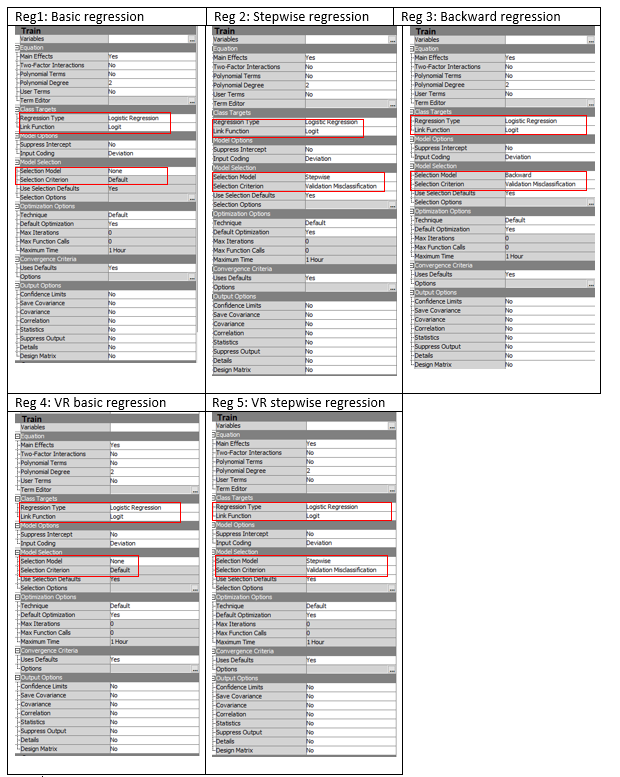 Reg1: Basic regression
Train
Variables ...
Equation
Main Effects Yes
Two-Factor Interactions No
Polynomial Terms No
Polynomial Degree 2
User Terms No
Term Editor ...
Class Targets
Regression Type Logistic Regression
Link Function Logit
Model Options
Suppress Intercept No
Input Coding Deviation
Model Selection
Selection Model None
Selection Criterion Default
Use Selection Defaults Yes
Selection Options ...
Optimization Options
Technique Default
Default Optimization Yes
Max Iterations 0
Max Function Calls 0
Maximum Time 1 Hour
Convergence Criteria
Uses Defaults Yes
Options ...
Output Options
Confidence Limits No
Save Covariance No
Covariance No
Correlation No
Statistics No
Suppress Output No
Details No
Design Matrix No
Reg 2: Stepwise regression
Train
Variables ...
Equation
Main Effects Yes
Two-Factor Interactions No
Polynomial Terms No
Polynomial Degree 2
User Terms No
Term Editor ...
Class Targets
Regression Type Logistic Regression
Link Function Logit
Model Options
Suppress Intercept No
Input Coding Deviation
Model Selection
Selection Model Stepwise
Selection Criterion Validation Misclassification
Use Selection Defaults Yes
Selection Options ...
Optimization Options
Technique Default
Default Optimization Yes
Max Iterations 0
Max Function Calls 0
Maximum Time 1 Hour
Convergence Criteria
Uses Defaults Yes
Options ...
Output Options
Confidence Limits No
Save Covariance No
Covariance No
Correlation No
Statistics No
Suppress Output No
Details No
Design Matrix No
Reg 3: Backward regression
Train
Variables ...
Equation
Main Effects Yes
Two-Factor Interactions No
Polynomial Terms No
Polynomial Degree 2
User Terms No
Term Editor ...
Class Targets
Regression Type Logistic Regression
Link Function Logit
Model Options
Suppress Intercept No
Input Coding Deviation
Model Selection
Selection Model Backward
Selection Criterion Validation Misclassification
Use Selection Defaults Yes
Selection Options ...
Optimization Options
Technique Default
Default Optimization Yes
Max Iterations 0
Max Function Calls 0
Maximum Time 1 Hour
Convergence Criteria
Uses Defaults Yes
Options ...
Output Options
Confidence Limits No
Save Covariance No
Covariance No
Correlation No
Statistics No
Suppress Output No
Details No
Design Matrix No
Reg 4: VR basic regression
Train
Variables ...
Equation
Main Effects Yes
Two-Factor Interactions No
Polynomial Terms No
Polynomial Degree 2
User Terms No
Term Editor ...
Class Targets
Regression Type Logistic Regression
Link Function Logit
Model Options
Suppress Intercept No
Input Coding Deviation
Model Selection
Selection Model None
Selection Criterion Default
Use Selection Defaults Yes
Selection Options ...
Optimization Options
Technique Default
Default Optimization Yes
Max Iterations 0
Max Function Calls 0
Maximum Time 1 Hour
Convergence Criteria
Uses Defaults Yes
Options ...
Output Options
Confidence Limits No
Save Covariance No
Covariance No
Correlation No
Statistics No
Suppress Output No
Details No
Design Matrix No
Reg 5: VR stepwise regression
Train
Variables ...
Equation
Main Effects Yes
Two-Factor Interactions No
Polynomial Terms No
Polynomial Degree 2
User Terms No
Term Editor ...
Class Targets
Regression Type Logistic Regression
Link Function Logit
Model Options
Suppress Intercept No
Input Coding Deviation
Model Selection
Selection Model Stepwise
Selection Criterion Validation Misclassification
Use Selection Defaults Yes
Selection Options ...
Optimization Options
Technique Default
Default Optimization Yes
Max Iterations 0
Max Function Calls 0
Maximum Time 1 Hour
Convergence Criteria
Uses Defaults Yes
Options ...
Output Options
Confidence Limits No
Save Covariance No
Covariance No
Correlation No
Statistics No
Suppress Output No
Details No
Design Matrix No